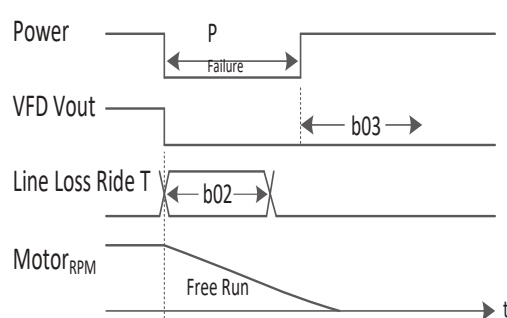 Power
P
Failure
VFD Vout
b03
Line Loss Ride T
b02
MotorRPM
Free Run
t